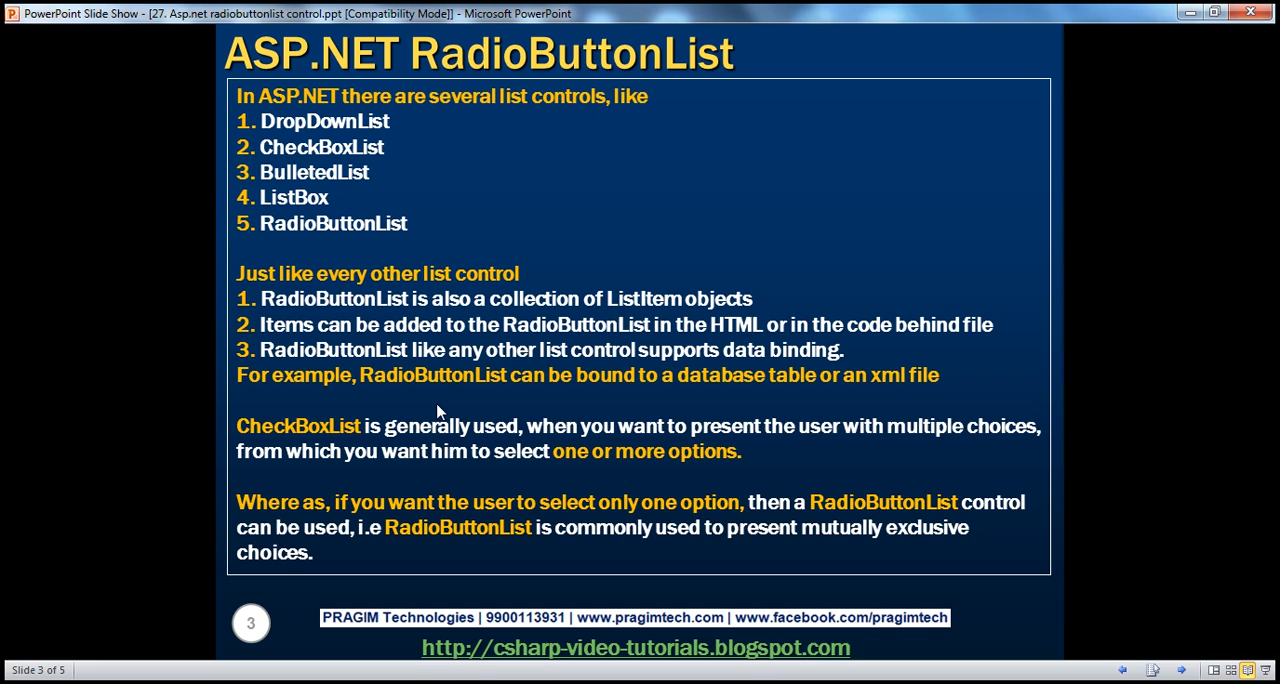 PowerPoint Slide Show - [27. Asp.net radiobuttonlist control.ppt [Compatibility Mode]] - Microsoft PowerPoint
ASP.NET RadioButtonList
In ASP.NET there are several list controls, like
1. DropDownList
2. CheckBoxList
3. BulletedList
4. ListBox
5. RadioButtonList
Just like every other list control
1. RadioButtonList is also a collection of ListItem objects
2. Items can be added to the RadioButtonList in the HTML or in the code behind file
3. RadioButtonList like any other list control supports data binding.
For example, RadioButtonList can be bound to a database table or an xml file
CheckBoxList is generally used, when you want to present the user with multiple choices,
from which you want him to select one or more options.
Where as, if you want the user to select only one option, then a RadioButtonList control
can be used, i.e RadioButtonList is commonly used to present mutually exclusive
choices.
3
PRAGIM Technologies | 9900113931 | www.pragimtech.com | www.facebook.com/pragimtech
http://csharp-video-tutorials.blogspot.com
Slide 3 of 5